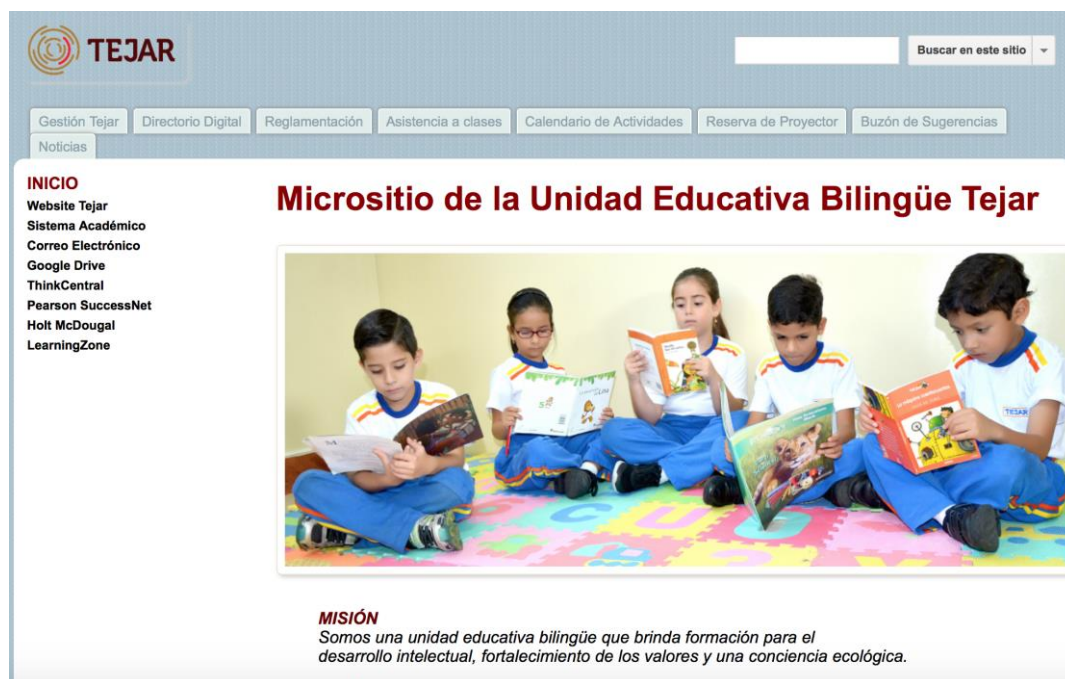 TEJAR
Buscar en este sitio
Gestión Tejar
Directorio Digital
Reglamentación
Asistencia a clases
Calendario de Actividades
Reserva de Proyector
Buzón de Sugerencias
Noticias
INICIO
Website Tejar
Sistema Académico
Correo Electrónico
Google Drive
ThinkCentral
Pearson SuccessNet
Holt McDougal
LearningZone
Micrositio de la Unidad Educativa Bilingüe Tejar
TEJAR
MISIÓN
Somos una unidad educativa bilingüe que brinda formación para el
desarrollo intelectual, fortalecimiento de los valores y una conciencia ecológica.